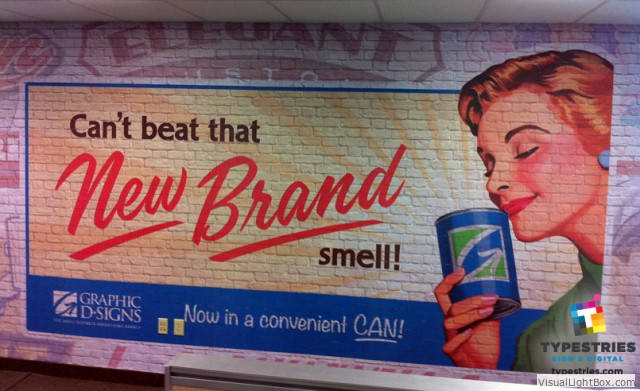 ELEGANT
CUSTOM
Can't beat that
New Brand
smell!
GRAPHIC
D-SIGNS
Now in a convenient CAN!
TYPESTRIES
SIGN & DIGITAL
typestries.com
VisualLightBox.com